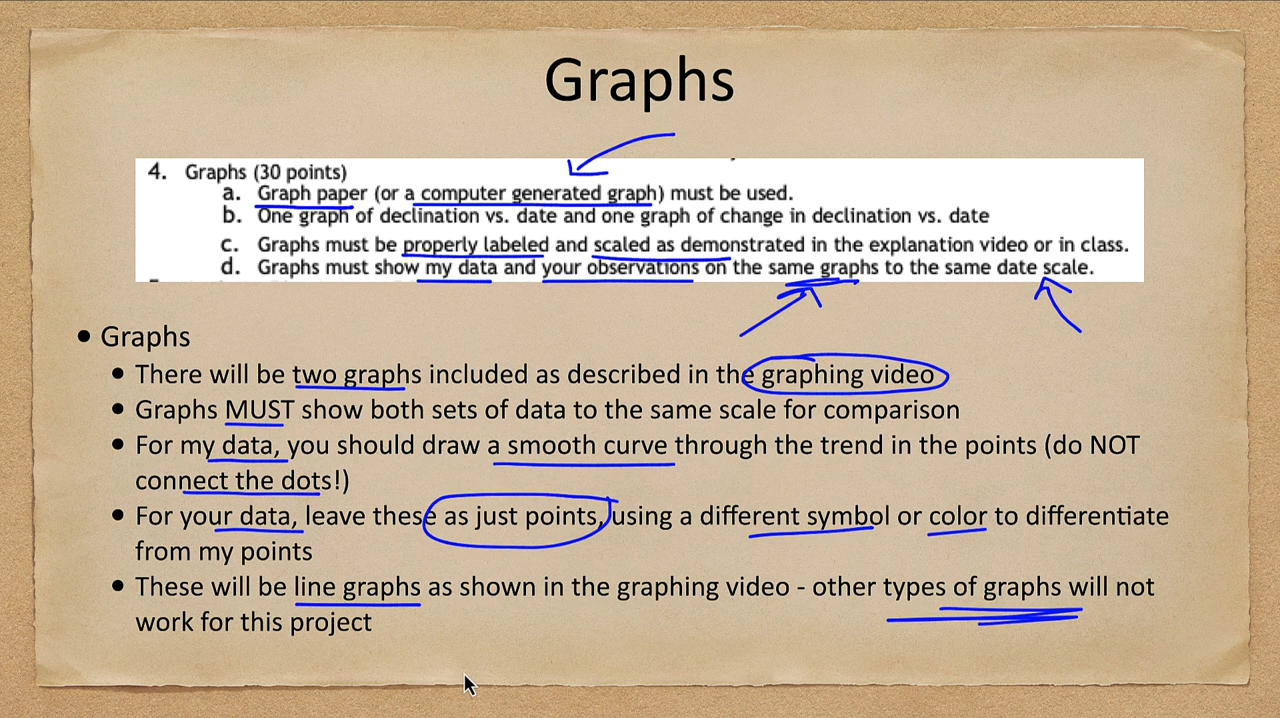 Graphs
4. Graphs (30 points)
a. Graph paper (or a computer generated graph) must be used.
b. One graph of declination vs. date and one graph of change in declination vs. date
c. Graphs must be properly labeled and scaled as demonstrated in the explanation video or in class.
d. Graphs must show my data and your observations on the same graphs to the same date scale.
• Graphs
• There will be two graphs included as described in the graphing video
• Graphs MUST show both sets of data to the same scale for comparison
• For my data, you should draw a smooth curve through the trend in the points (do NOT
connect the dots!)
• For your data, leave these as just points, using a different symbol or color to differentiate
from my points
• These will be line graphs as shown in the graphing video - other types of graphs will not
work for this project